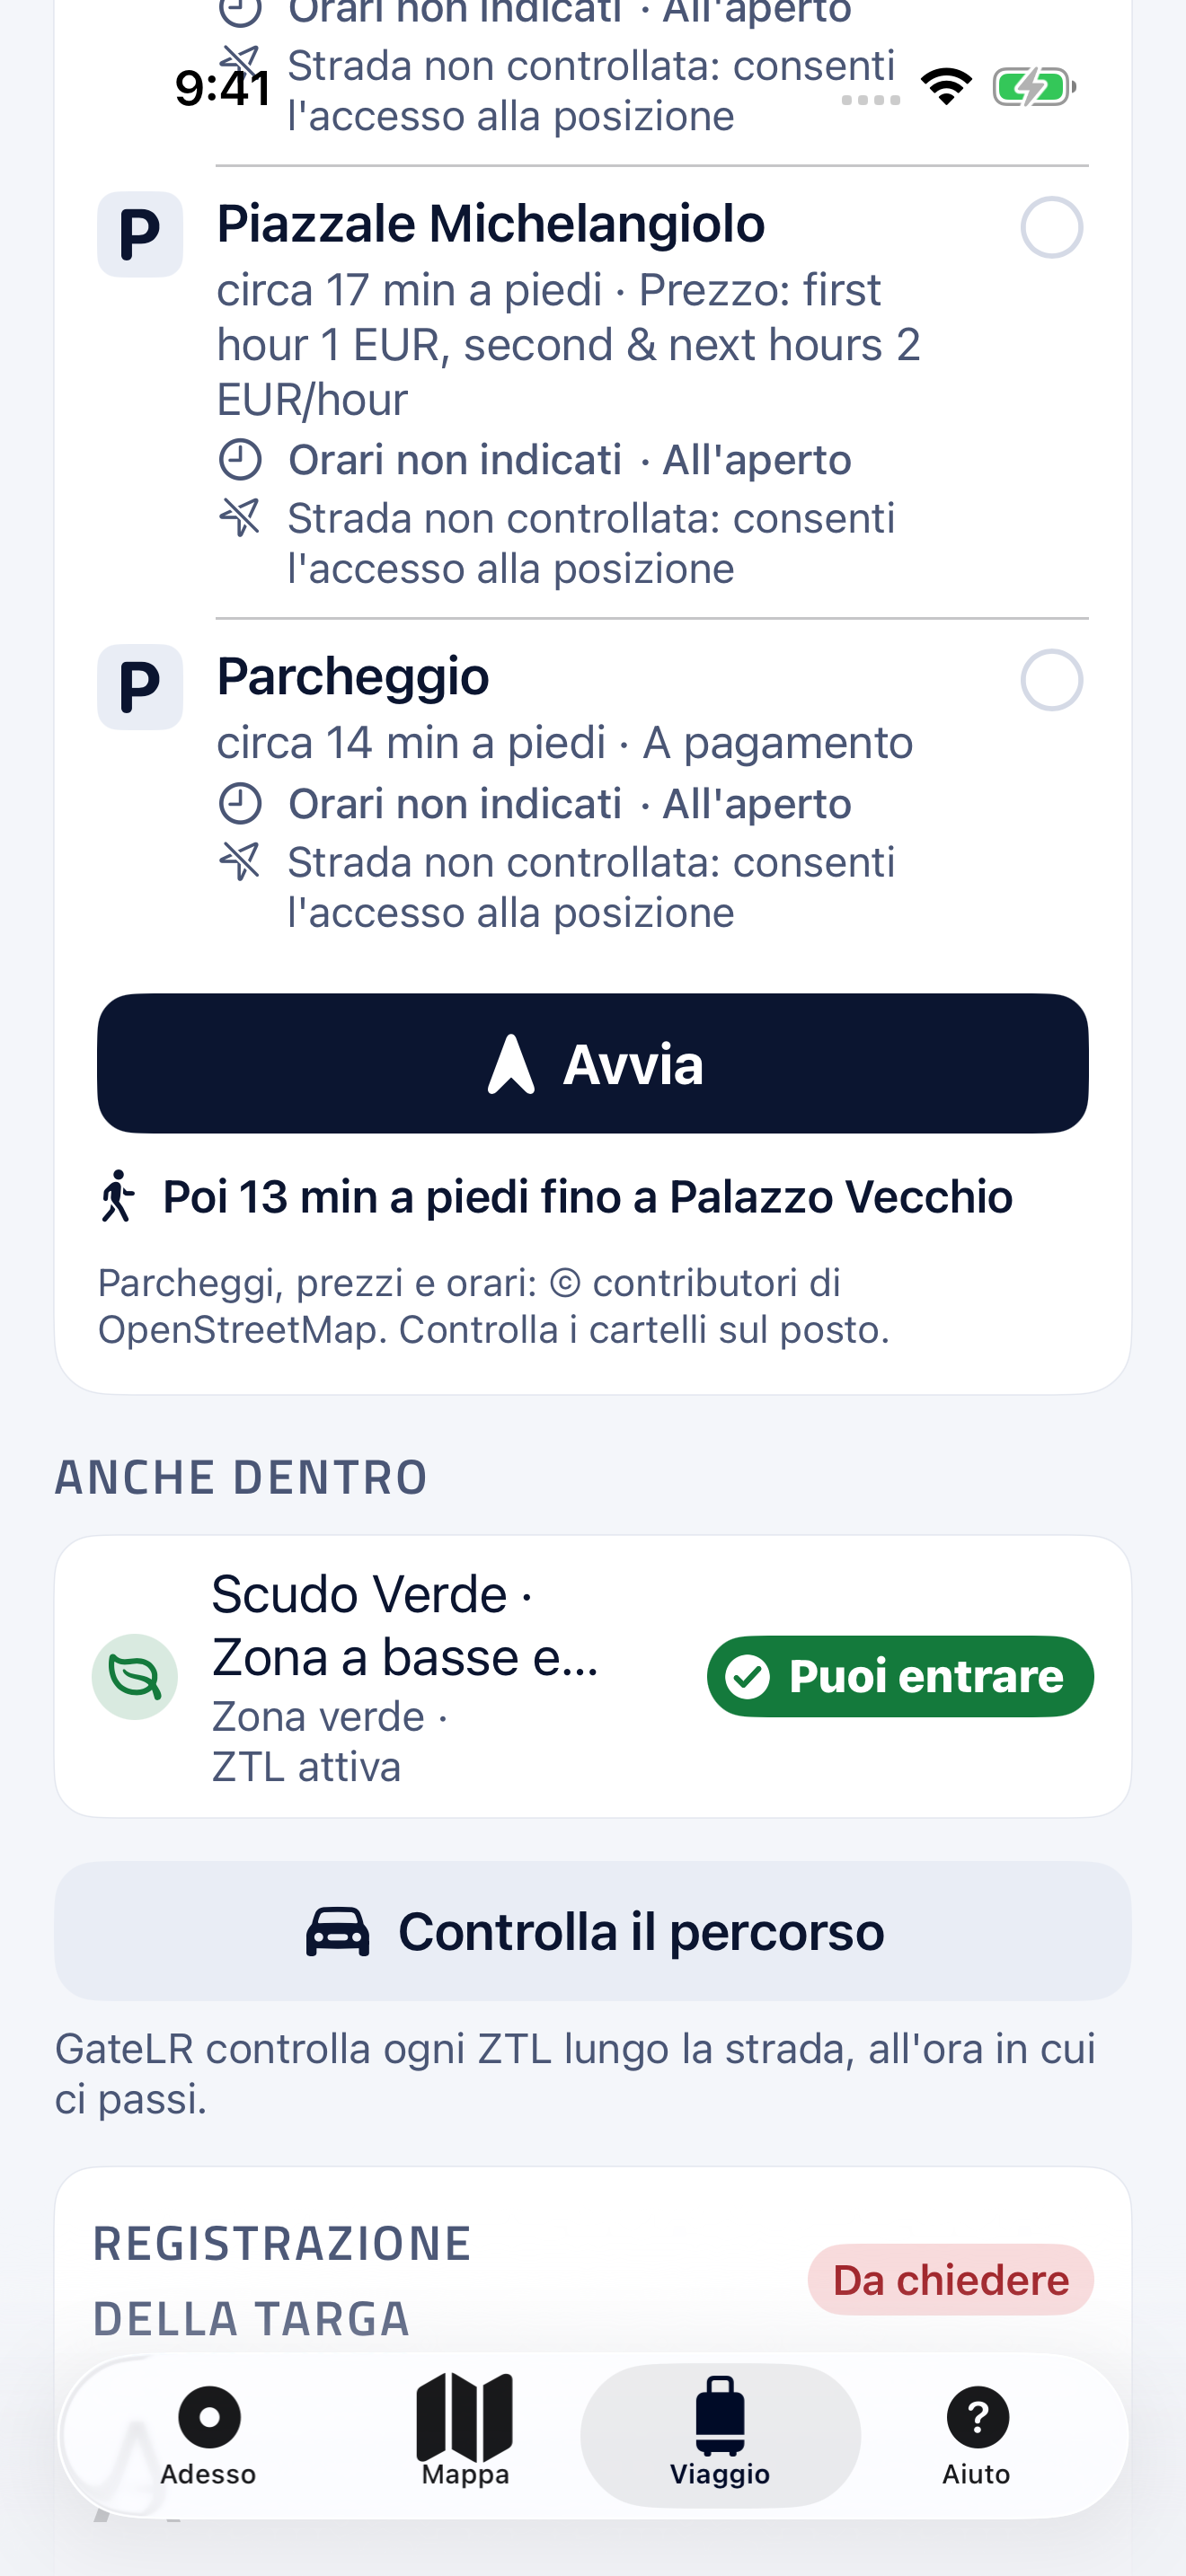 Orari non indicati · All'aperto
Strada non controllata: consenti
9:41
l'accesso alla posizione
P
Piazzale Michelangiolo
circa 17 min a piedi · Prezzo: first
hour 1 EUR, second & next hours 2
EUR/hour
Orari non indicati · All'aperto
Strada non controllata: consenti
l'accesso alla posizione
P
Parcheggio
circa 14 min a piedi · A pagamento
Orari non indicati · All'aperto
Strada non controllata: consenti
l'accesso alla posizione
Avvia
Poi 13 min a piedi fino a Palazzo Vecchio
Parcheggi, prezzi e orari: © contributori di
OpenStreetMap. Controlla i cartelli sul posto.
ANCHE DENTRO
Scudo Verde ·
Zona a basse e...
Zona verde ·
ZTL attiva
Puoi entrare
Controlla il percorso
GateLR controlla ogni ZTL lungo la strada, all'ora in cui
ci passi.
REGISTRAZIONE
DELLA TARGA
Da chiedere
Adesso
Mappa
Viaggio
?
Aiuto